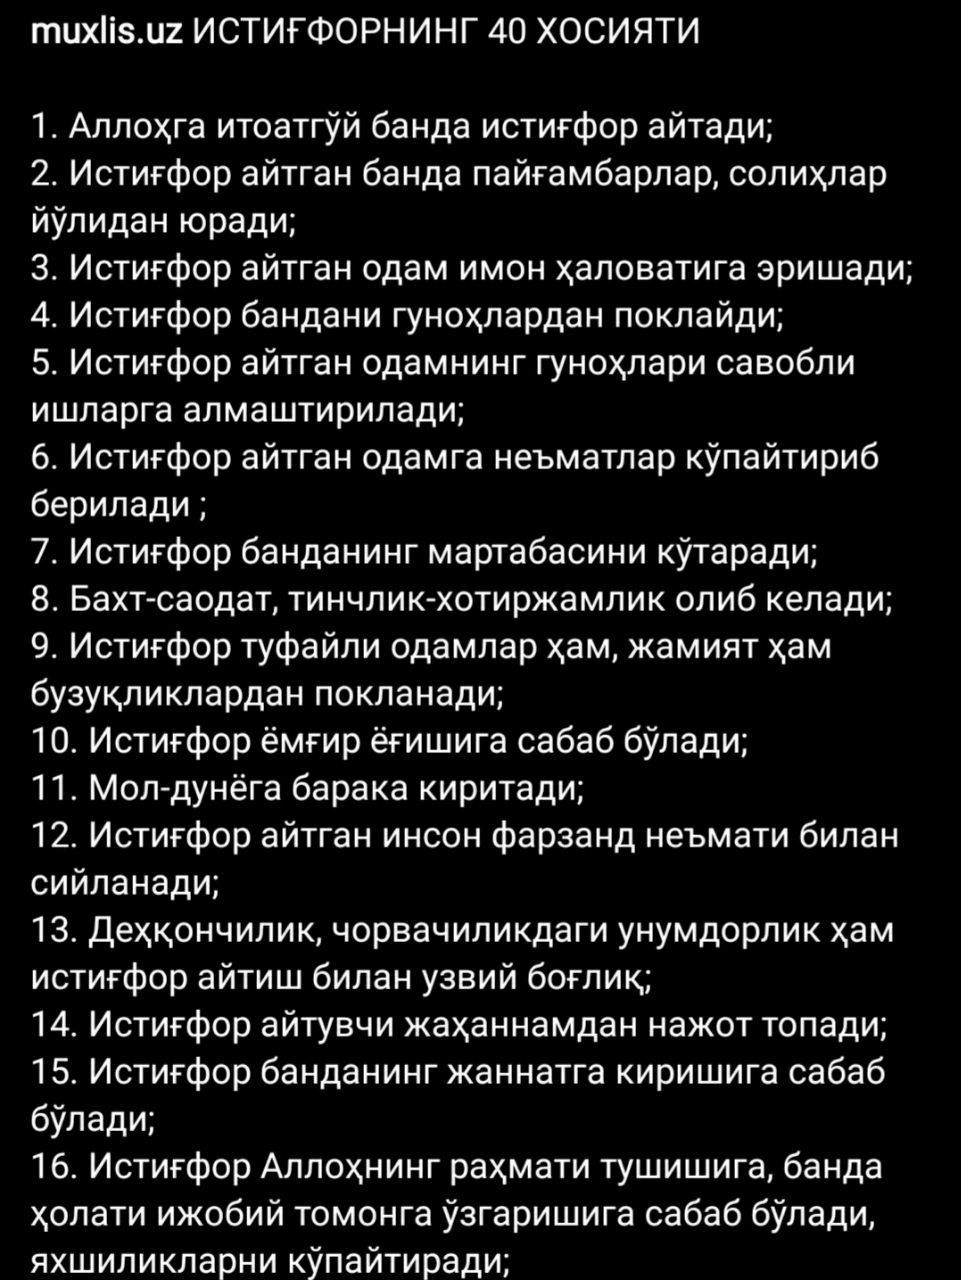 muxlis.uz ИСТИҒФОРНИНГ 40 ХОСИЯТИ
1. Аллоҳга итоатгўй банда истиғфор айтади;
2. Истиғфор айтган банда пайғамбарлар, солиҳлар
йўлидан юради;
3. Истиғфор айтган одам имон ҳаловатига эришади;
4. Истиғфор бандани гуноҳлардан поклайди;
5. Истиғфор айтган одамнинг гуноҳлари савобли
ишларга алмаштирилади;
6. Истиғфор айтган одамга неъматлар кўпайтириб
берилади ;
7. Истиғфор банданинг мартабасини кўтаради;
8. Бахт-саодат, тинчлик-хотиржамлик олиб келади;
9. Истиғфор туфайли одамлар ҳам, жамият ҳам
бузуқликлардан покланади;
10. Истиғфор ёмғир ёғишига сабаб бўлади;
11. Мол-дунёга барака киритади;
12. Истиғфор айтган инсон фарзанд неъмати билан
сийланади;
13. Деҳқончилик, чорвачиликдаги унумдорлик ҳам
истиғфор айтиш билан узвий боғлиқ;
14. Истиғфор айтувчи жаҳаннамдан нажот топади;
15. Истиғфор банданинг жаннатга киришига сабаб
бўлади;
16. Истиғфор Аллоҳнинг раҳмати тушишига, банда
ҳолати ижобий томонга ўзгаришига сабаб бўлади,
яхшиликларни кўпайтиради;